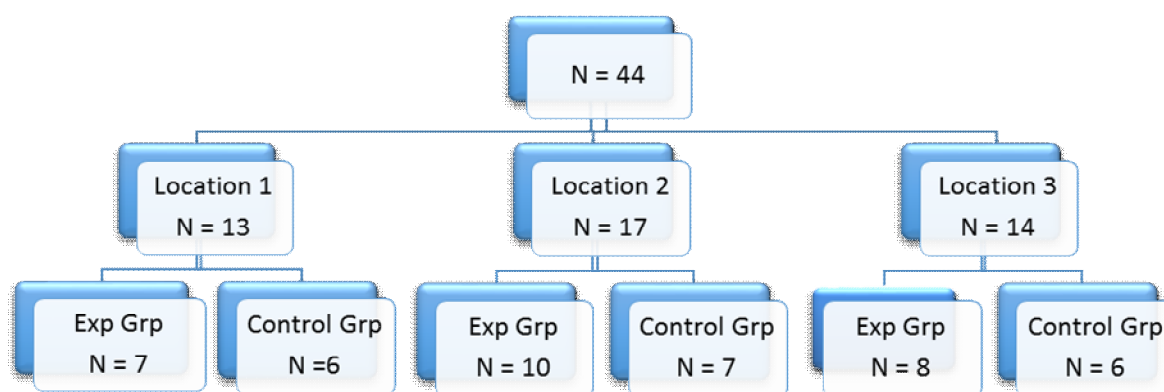 N = 44
Location 1
N = 13
Location 2
N = 17
Location 3
N = 14
Exp Grp
N = 7
Control Grp
N =6
Exp Grp
N = 10
Control Grp
N = 7
Exp Grp
N = 8
Control Grp
N = 6